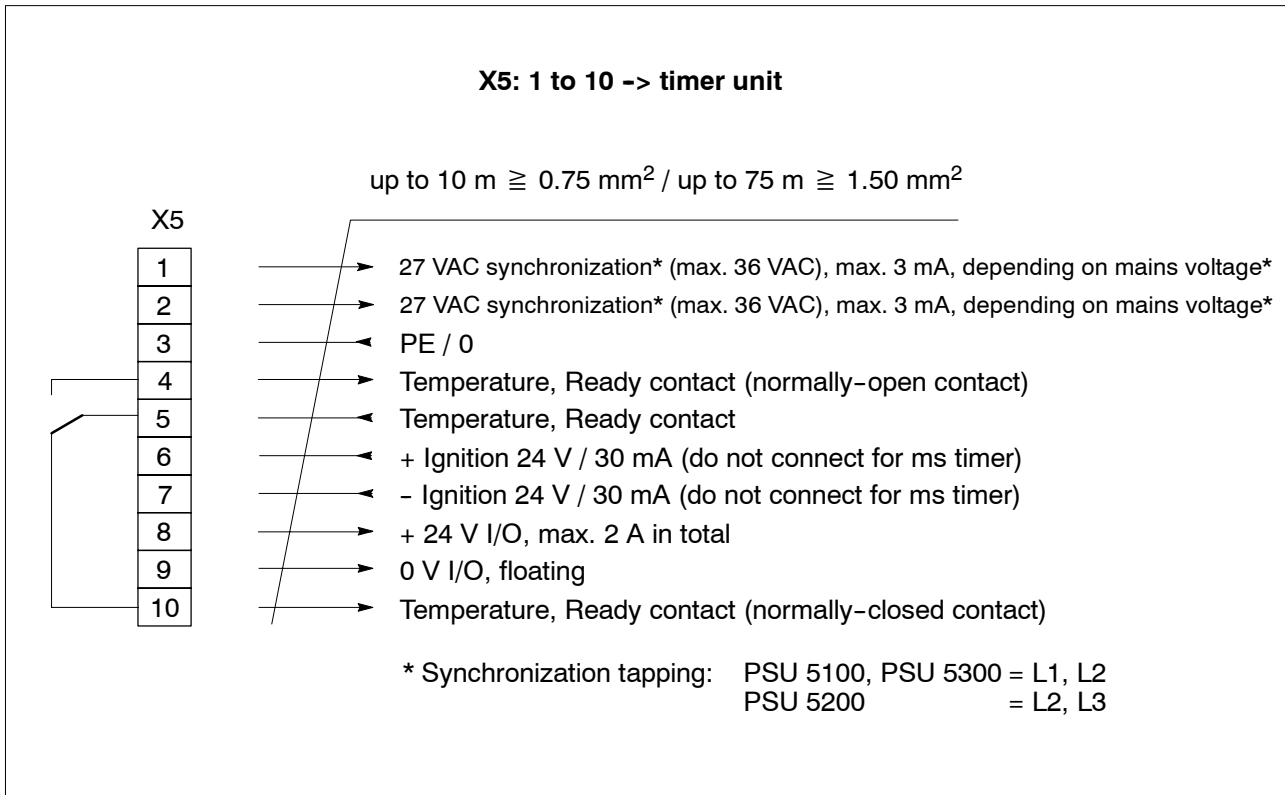 X5: 1 to 10 -> timer unit
up to 10 m ≧ 0.75 mm² / up to 75 m ≧ 1.50 mm²
X5
1 27 VAC synchronization* (max. 36 VAC), max. 3 mA, depending on mains voltage*
2 27 VAC synchronization* (max. 36 VAC), max. 3 mA, depending on mains voltage*
3 PE / 0
4 Temperature, Ready contact (normally-open contact)
5 Temperature, Ready contact
6 + Ignition 24 V / 30 mA (do not connect for ms timer)
7 - Ignition 24 V / 30 mA (do not connect for ms timer)
8 + 24 V I/O, max. 2 A in total
9 0 V I/O, floating
10 Temperature, Ready contact (normally-closed contact)
* Synchronization tapping: PSU 5100, PSU 5300 = L1, L2
PSU 5200 = L2, L3